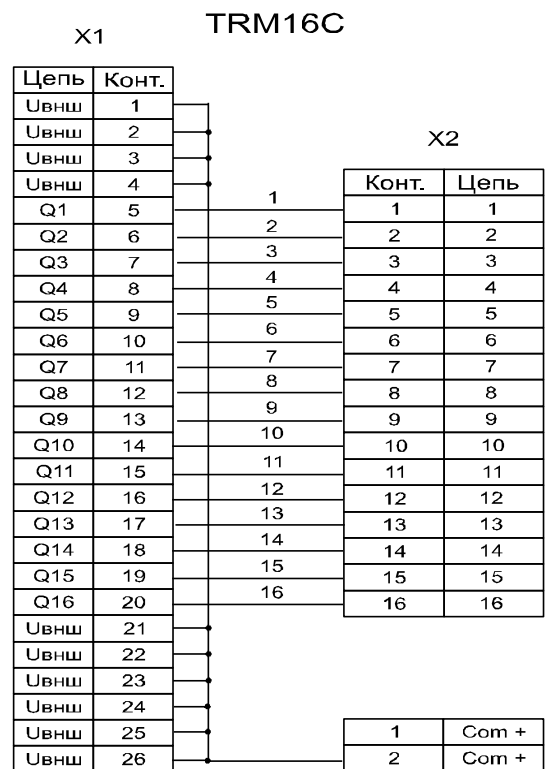 TRM16C
X1
Цепь Конт.
Uвнш 1
Uвнш 2
Uвнш 3
Uвнш 4
Q1 5
Q2 6
Q3 7
Q4 8
Q5 9
Q6 10
Q7 11
Q8 12
Q9 13
Q10 14
Q11 15
Q12 16
Q13 17
Q14 18
Q15 19
Q16 20
Uвнш 21
Uвнш 22
Uвнш 23
Uвнш 24
Uвнш 25
Uвнш 26
1
2
3
4
5
6
7
8
9
10
11
12
13
14
15
16
X2
Конт. Цепь
1 1
2 2
3 3
4 4
5 5
6 6
7 7
8 8
9 9
10 10
11 11
12 12
13 13
14 14
15 15
16 16
1 Com +
2 Com +